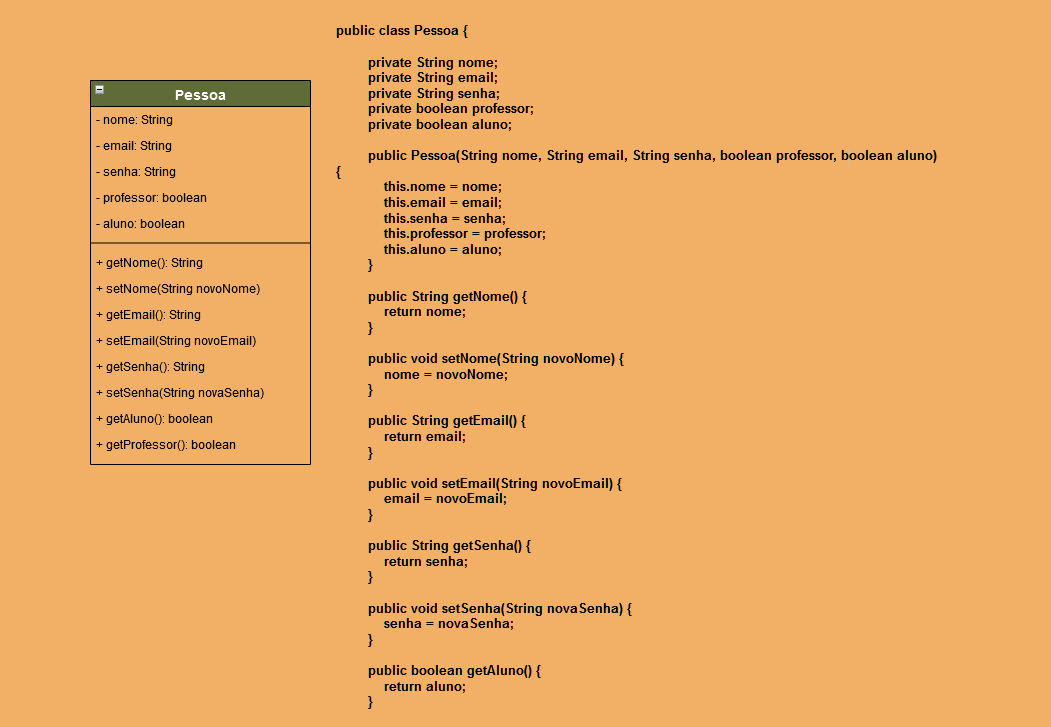 Pessoa
- nome: String
- email: String
- senha: String
- professor: boolean
- aluno: boolean
+ getNome(): String
+ setNome(String novoNome)
+ getEmail(): String
+ setEmail(String novoEmail)
+ getSenha(): String
+ setSenha(String novaSenha)
+ getAluno(): boolean
+ getProfessor(): boolean
public class Pessoa {
private String nome;
private String email;
private String senha;
private boolean professor;
private boolean aluno;
public Pessoa(String nome, String email, String senha, boolean professor, boolean aluno)
{
this.nome = nome;
this.email = email;
this.senha = senha;
this.professor = professor;
this.aluno = aluno;
}
public String getNome() {
return nome;
}
public void setNome(String novoNome) {
nome = novoNome;
}
public String getEmail() {
return email;
}
public void setEmail(String novoEmail) {
email = novoEmail;
}
public String getSenha() {
return senha;
}
public void setSenha(String novaSenha) {
senha = novaSenha;
}
public boolean getAluno() {
return aluno;
}